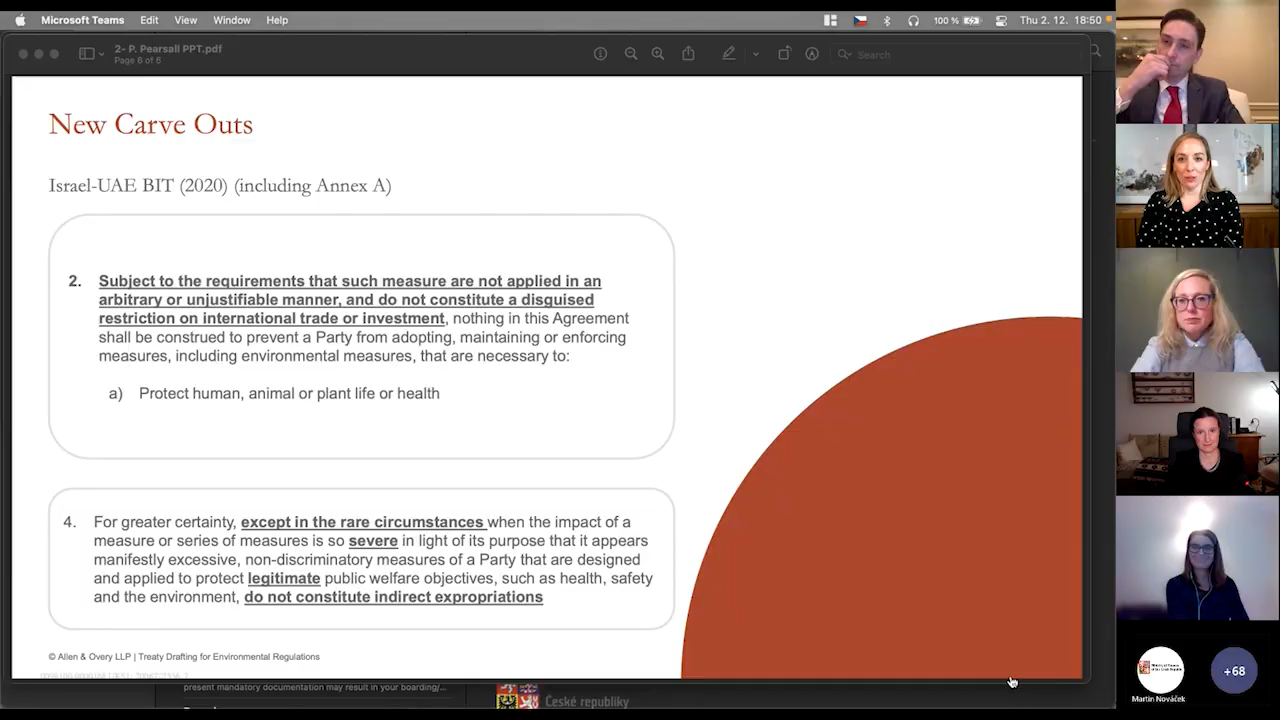 Microsoft Teams Edit View Window Help 100 % Thu 2. 12. 18:50
2- P. Pearsall PPT.pdf
Page 6 of 6
Search
New Carve Outs
Israel-UAE BIT (2020) (including Annex A)
2. Subject to the requirements that such measure are not applied in an
arbitrary or unjustifiable manner, and do not constitute a disguised
restriction on international trade or investment, nothing in this Agreement
shall be construed to prevent a Party from adopting, maintaining or enforcing
measures, including environmental measures, that are necessary to:
a) Protect human, animal or plant life or health
4. For greater certainty, except in the rare circumstances when the impact of a
measure or series of measures is so severe in light of its purpose that it appears
manifestly excessive, non-discriminatory measures of a Party that are designed
and applied to protect legitimate public welfare objectives, such as health, safety
and the environment, do not constitute indirect expropriations
© Allen & Overy LLP | Treaty Drafting for Environmental Regulations
present mandatory documentation may result in your boarding/...
České republiky
+68
Martin Nováček